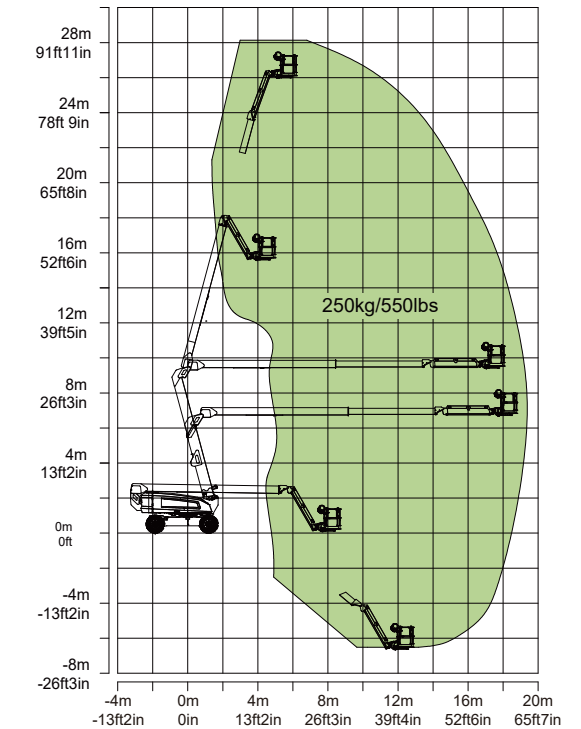 28m
91ft11in
24m
78ft 9in
20m
65ft8in
16m
52ft6in
250kg/550lbs
12m
39ft5in
8m
26ft3in
4m
13ft2in
0m
0ft
-4m
-13ft2in
-8m
-26ft3in
-4m 0m 4m 8m 12m 16m 20m
-13ft2in 0in 13ft2in 26ft3in 39ft4in 52ft6in 65ft7in